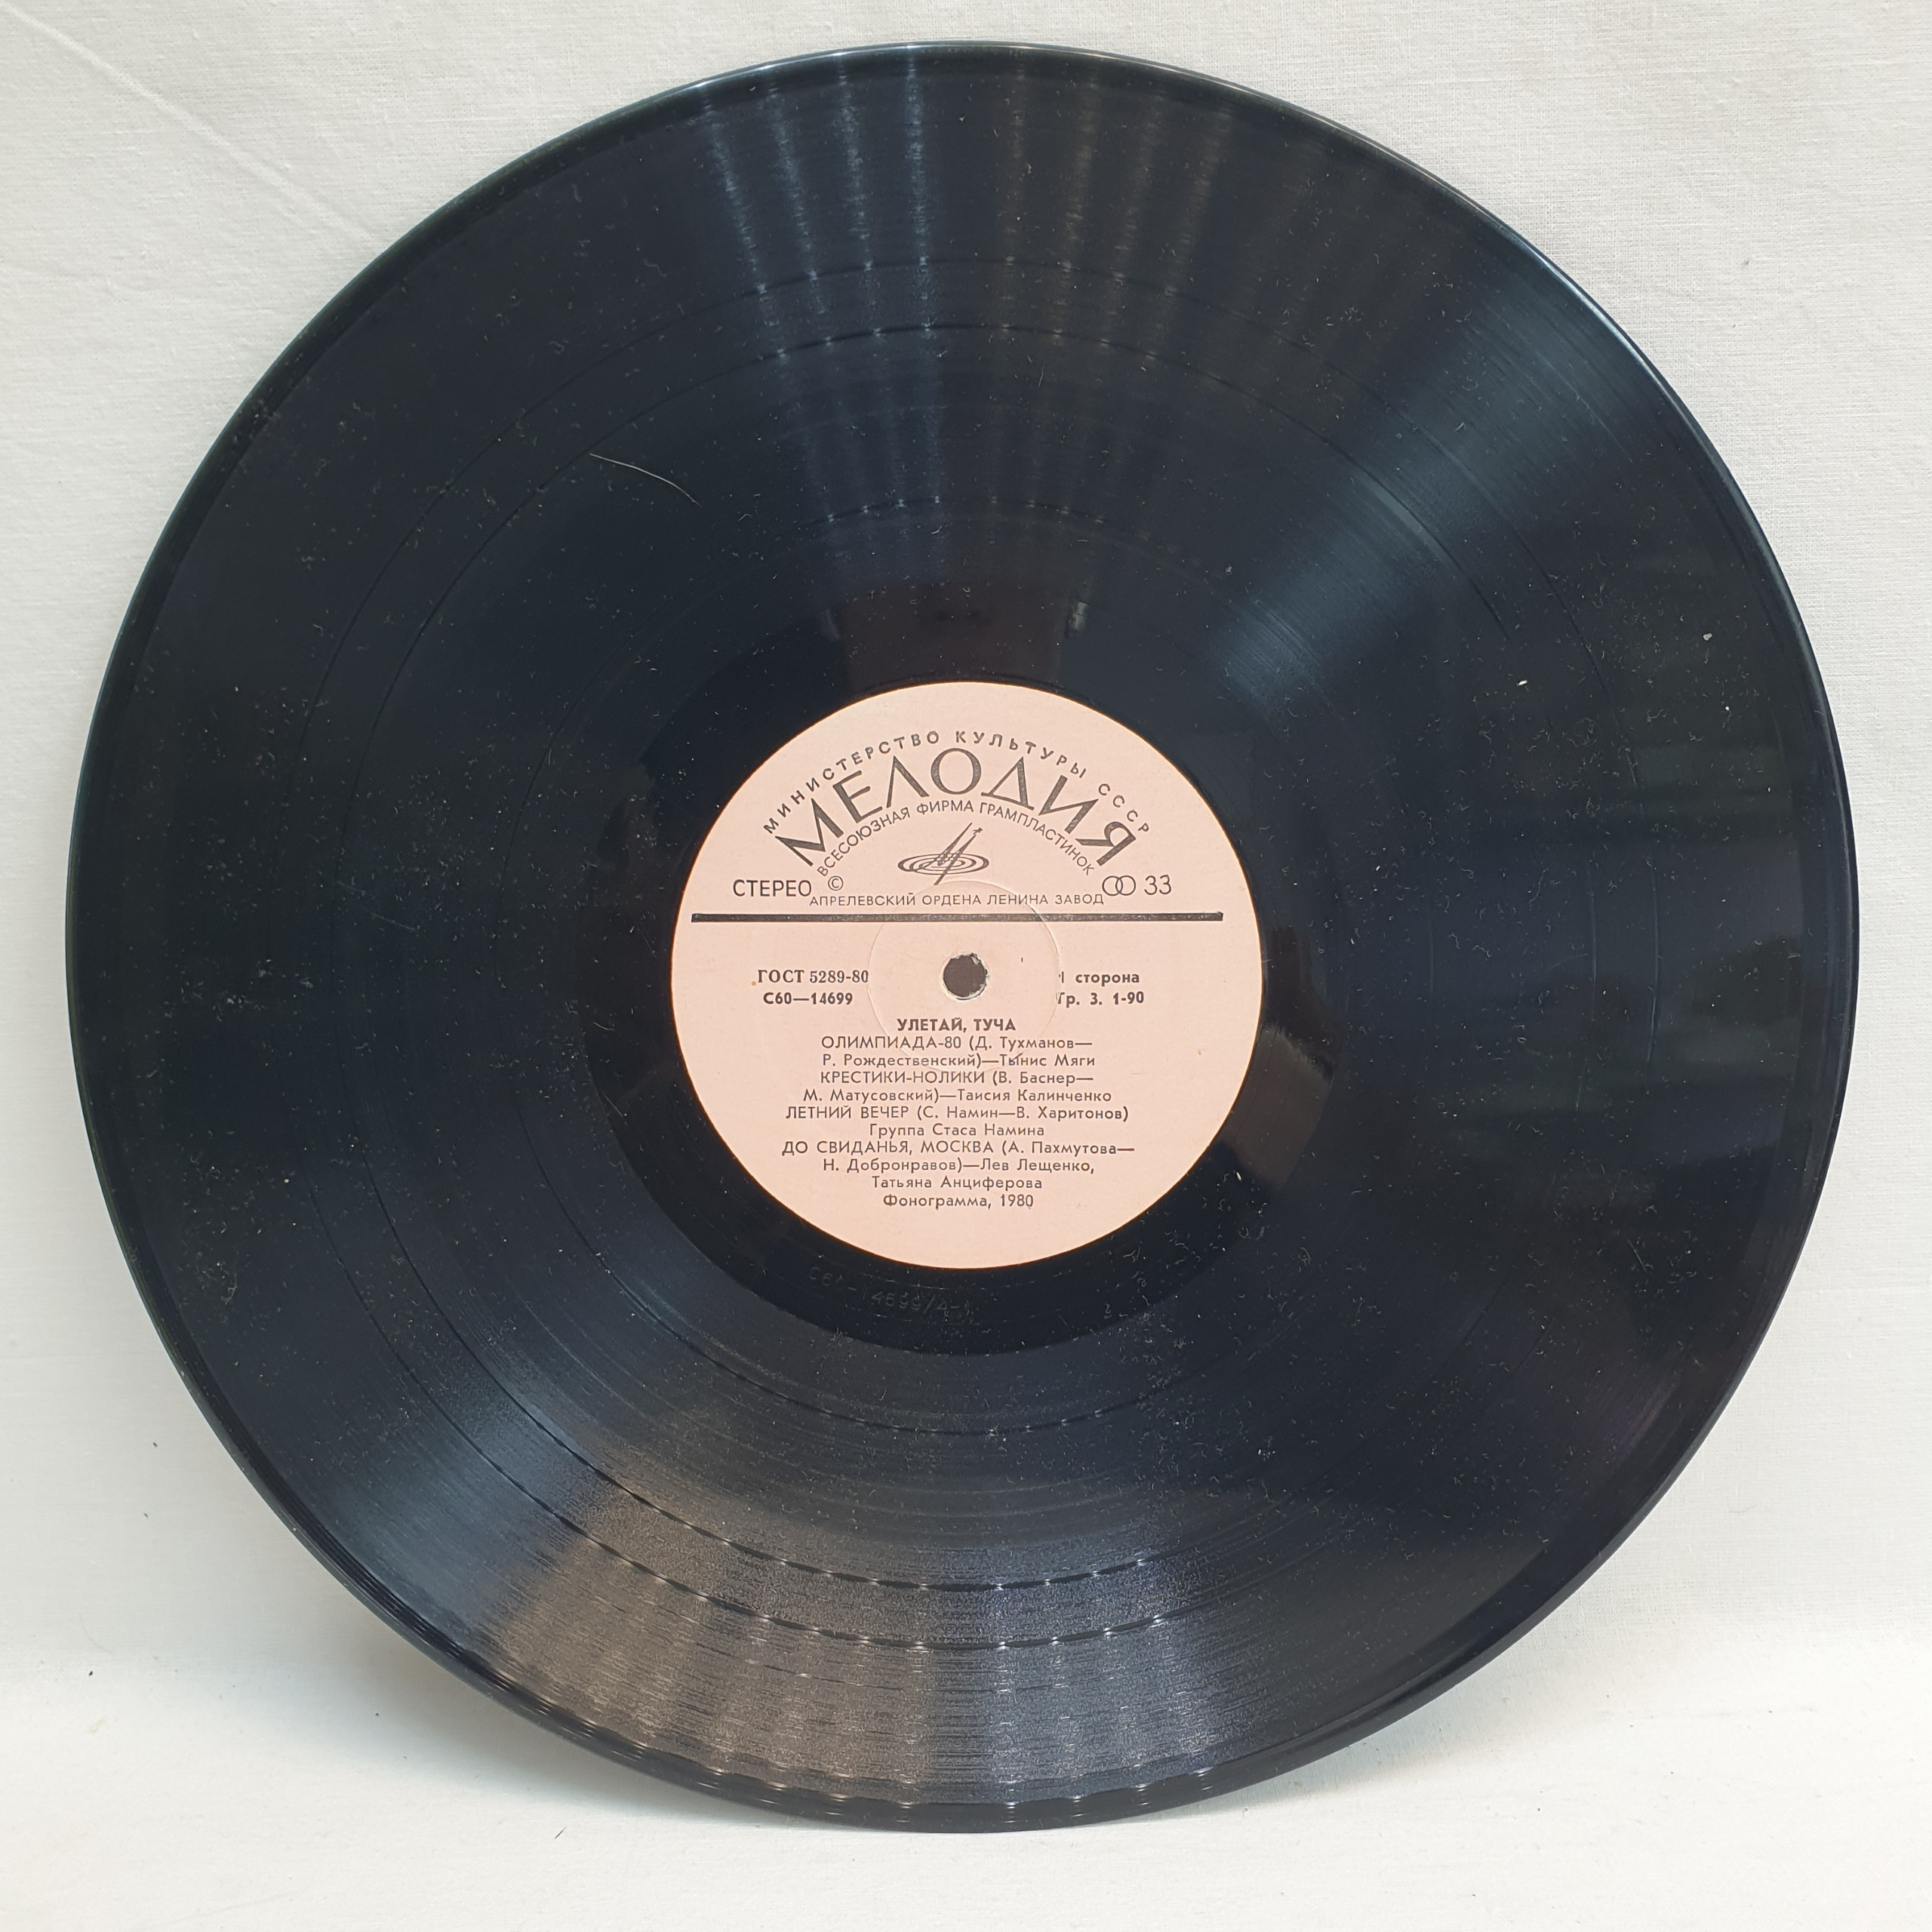 МИНИСТЕРСТВО КУЛЬТУРЫ СССР
МЕЛОДИЯ
ВСЕСОЮЗНАЯ ФИРМА ГРАМПЛАСТИНОК
СТЕРЕО © 33
АПРЕЛЕВСКИЙ ОРДЕНА ЛЕНИНА ЗАВОД
ГОСТ 5289-80 сторона
С60—14699 Гр. 3. 1-90
УЛЕТАЙ, ТУЧА
ОЛИМПИАДА-80 (Д. Тухманов—
Р. Рождественский)—Тынис Мяги
КРЕСТИКИ-НОЛИКИ (В. Баснер—
М. Матусовский)—Таисия Калинченко
ЛЕТНИЙ ВЕЧЕР (С. Намин—В. Харитонов)
Группа Стаса Намина
ДО СВИДАНЬЯ, МОСКВА (А. Пахмутова—
Н. Добронравов)—Лев Лещенко,
Татьяна Анциферова
Фонограмма, 1980